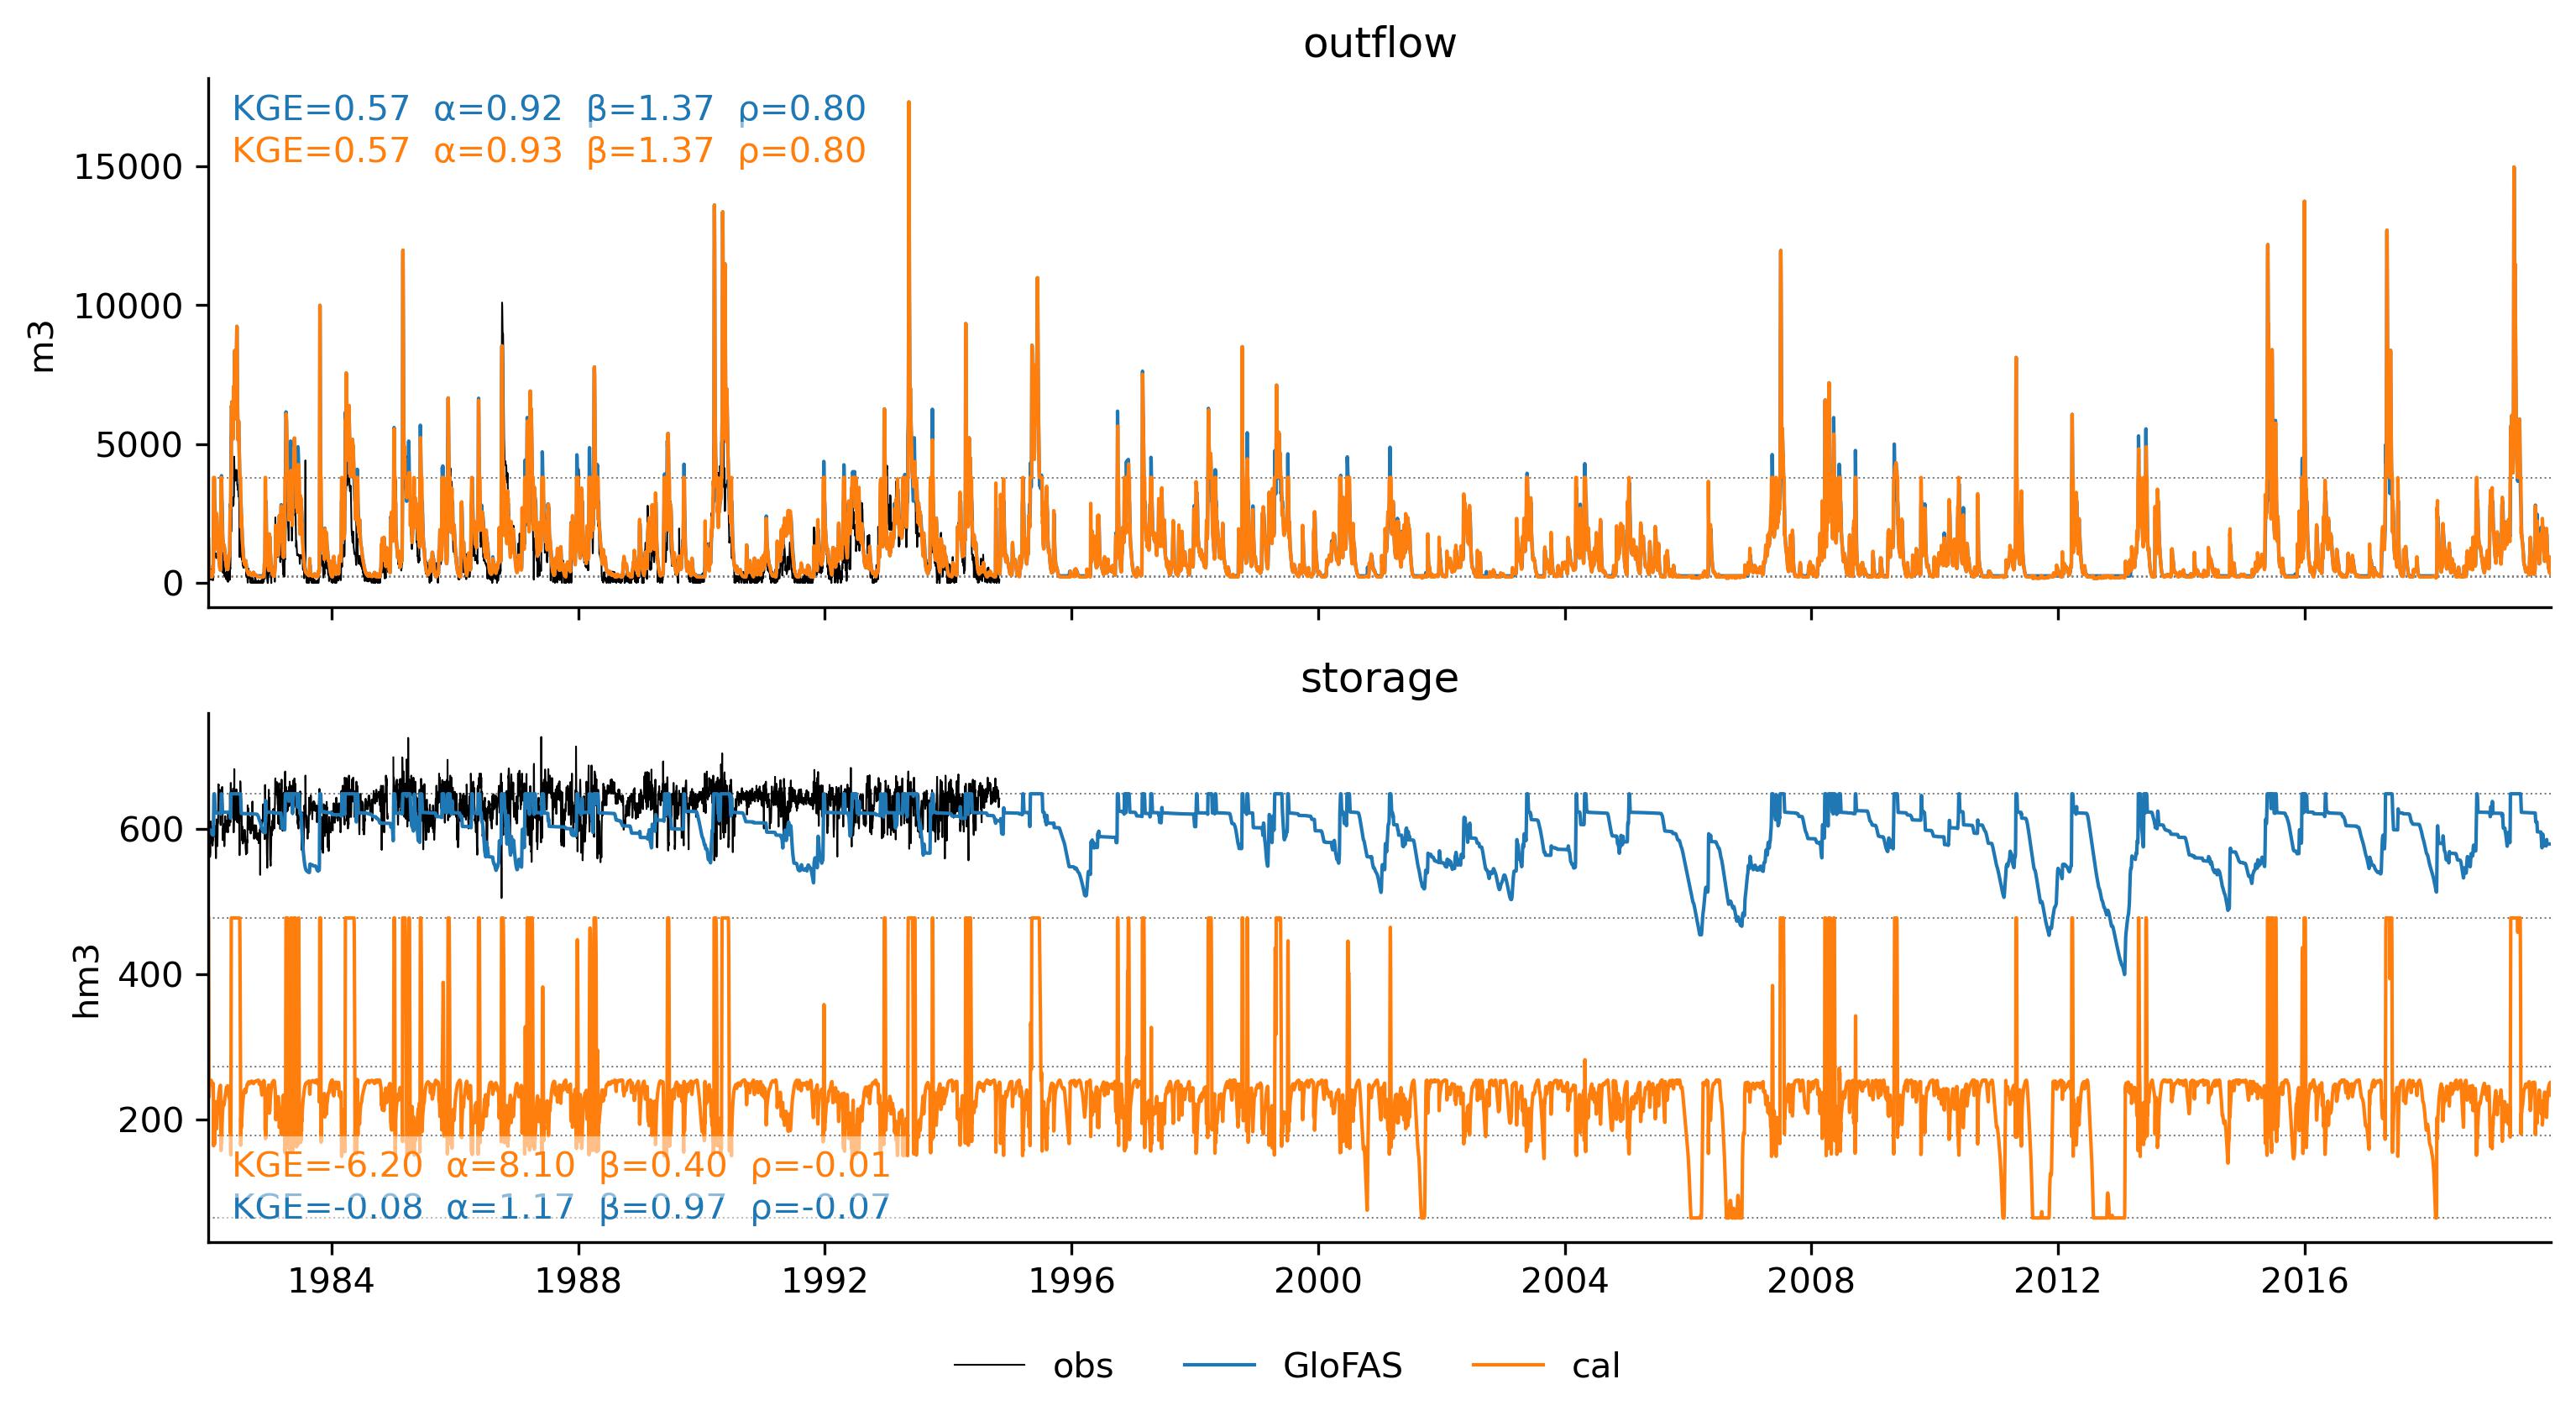 outflow
KGE=0.57 α=0.92 β=1.37 ρ=0.80
KGE=0.57 α=0.93 β=1.37 ρ=0.80
15000
10000
5000
0
m3
storage
600
400
200
hm3
KGE=-6.20 α=8.10 β=0.40 ρ=-0.01
KGE=-0.08 α=1.17 β=0.97 ρ=-0.07
1984 1988 1992 1996 2000 2004 2008 2012 2016
obs GloFAS cal